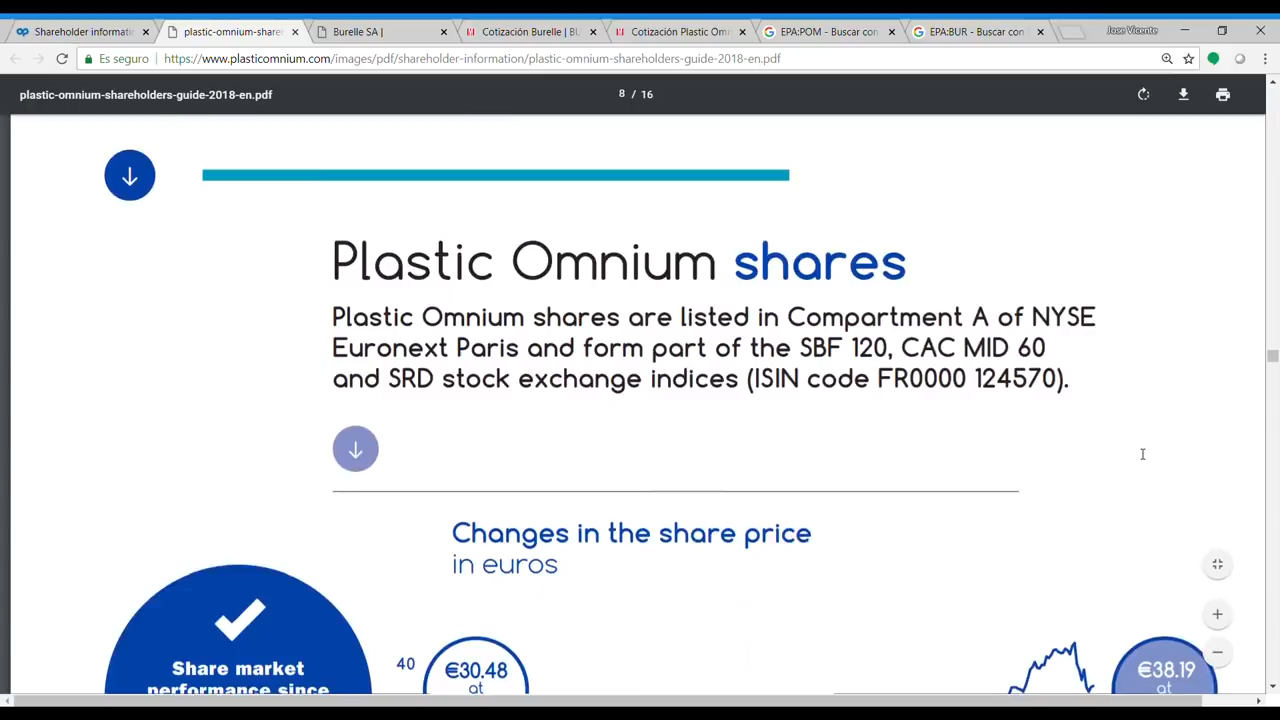 Shareholder informati
plastic-omnium-share
Burelle SA |
Cotización Burelle | BU
Cotización Plastic Om
EPA:POM - Buscar con
EPA:BUR - Buscar con
Jose Vicente
Es seguro
https://www.plasticomnium.com/images/pdf/shareholder-information/plastic-omnium-shareholders-guide-2018-en.pdf
plastic-omnium-shareholders-guide-2018-en.pdf
8 / 16
Plastic Omnium shares
Plastic Omnium shares are listed in Compartment A of NYSE
Euronext Paris and form part of the SBF 120, CAC MID 60
and SRD stock exchange indices (ISIN code FR0000 124570).
Changes in the share price
in euros
Share market
performance since
40
€30.48
at
€38.19
at